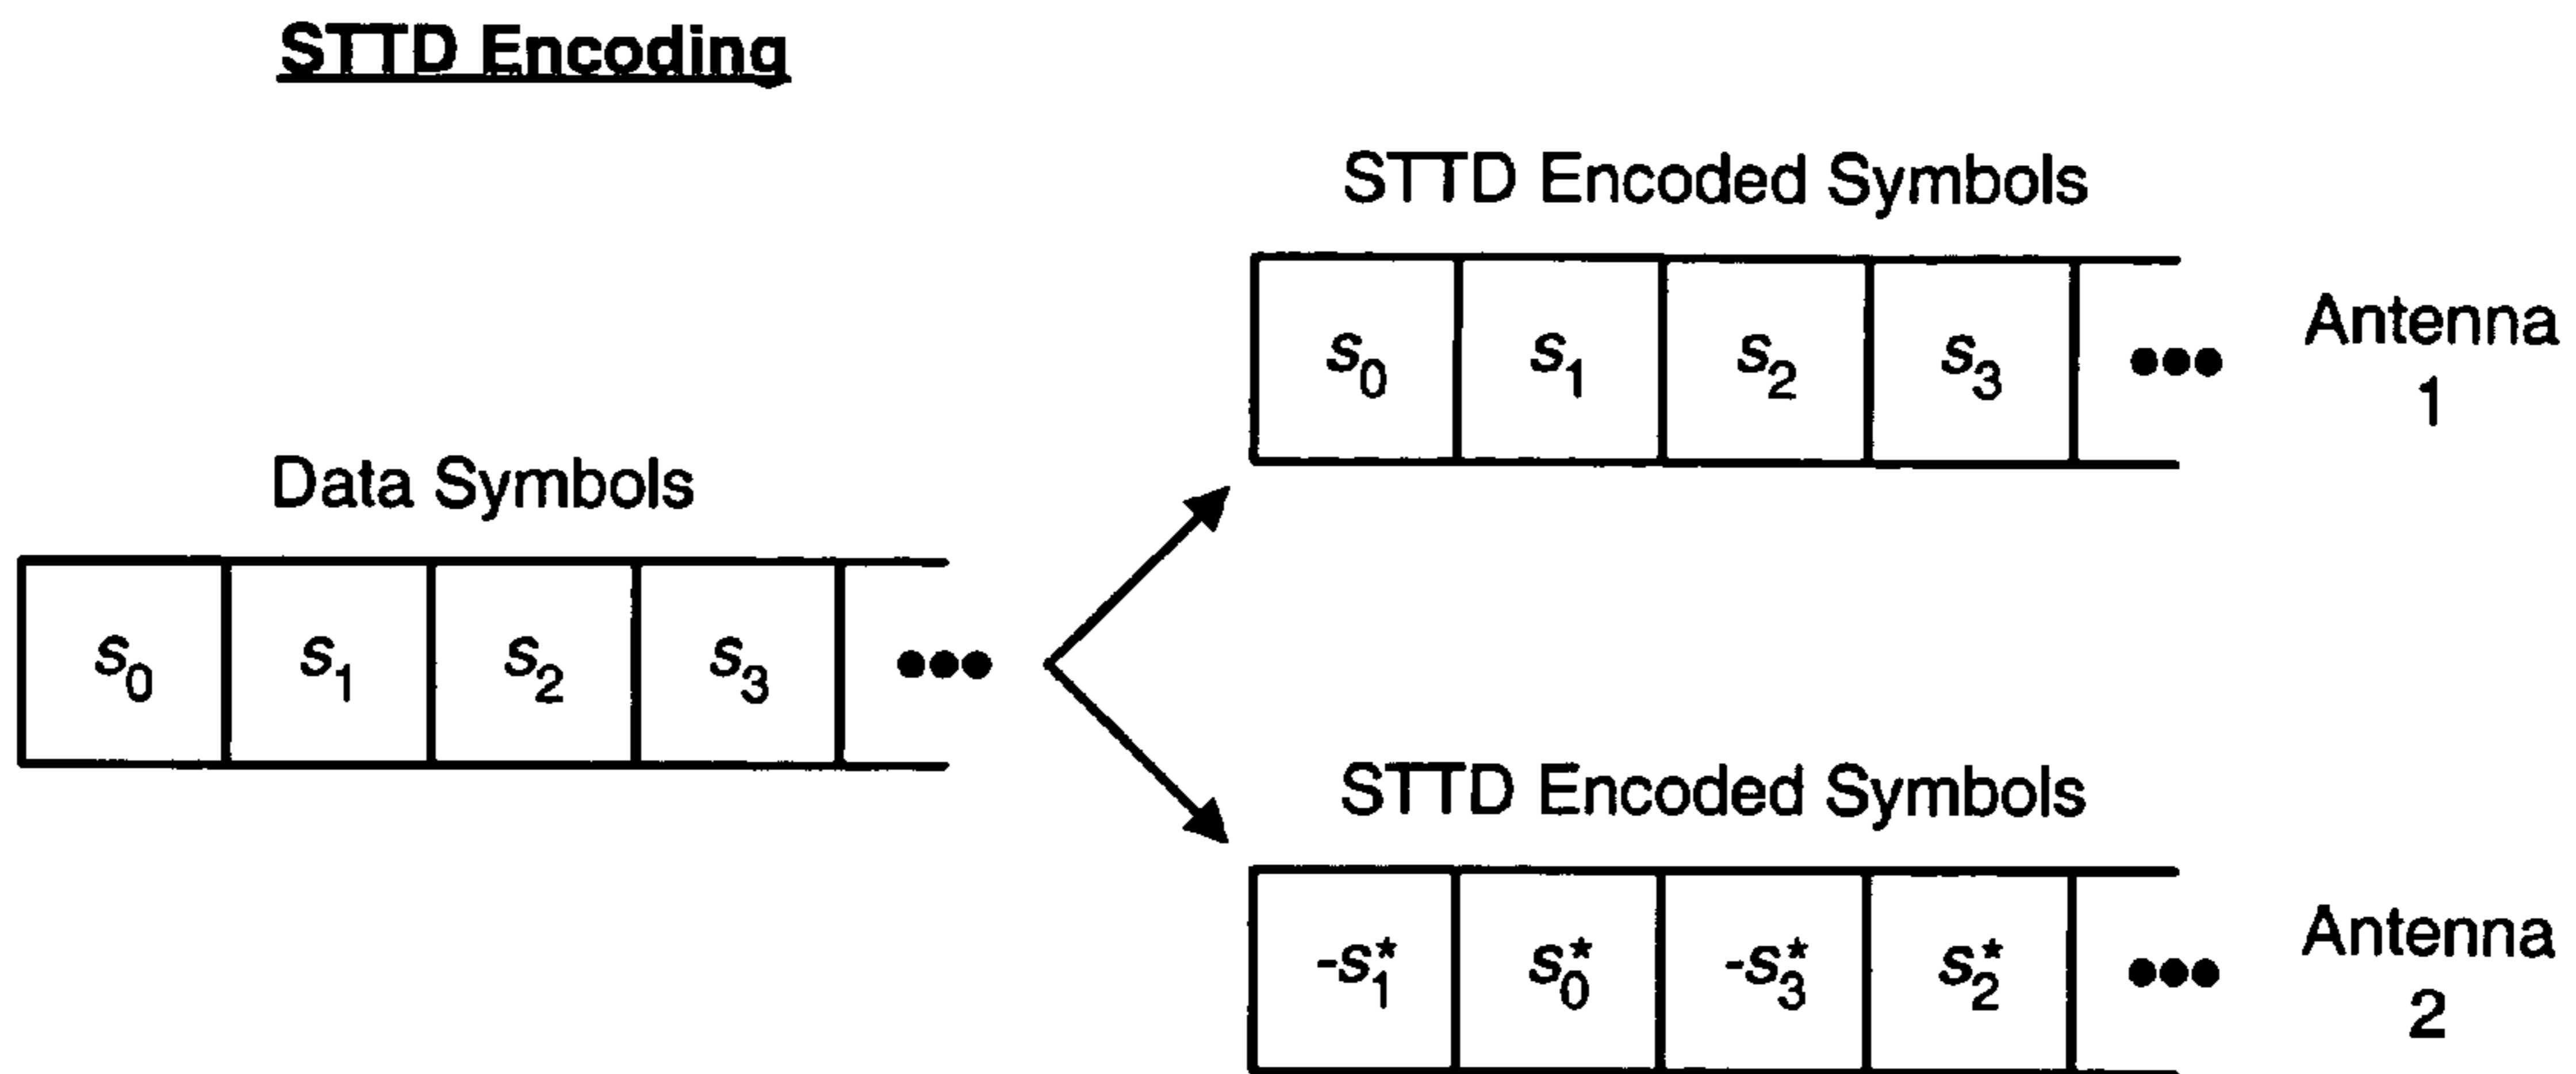 STTD Encoding
STTD Encoded Symbols
s0 s1 s2 s3 ••• Antenna 1
Data Symbols
s0 s1 s2 s3 •••
STTD Encoded Symbols
-s1* s0* -s3* s2* ••• Antenna 2